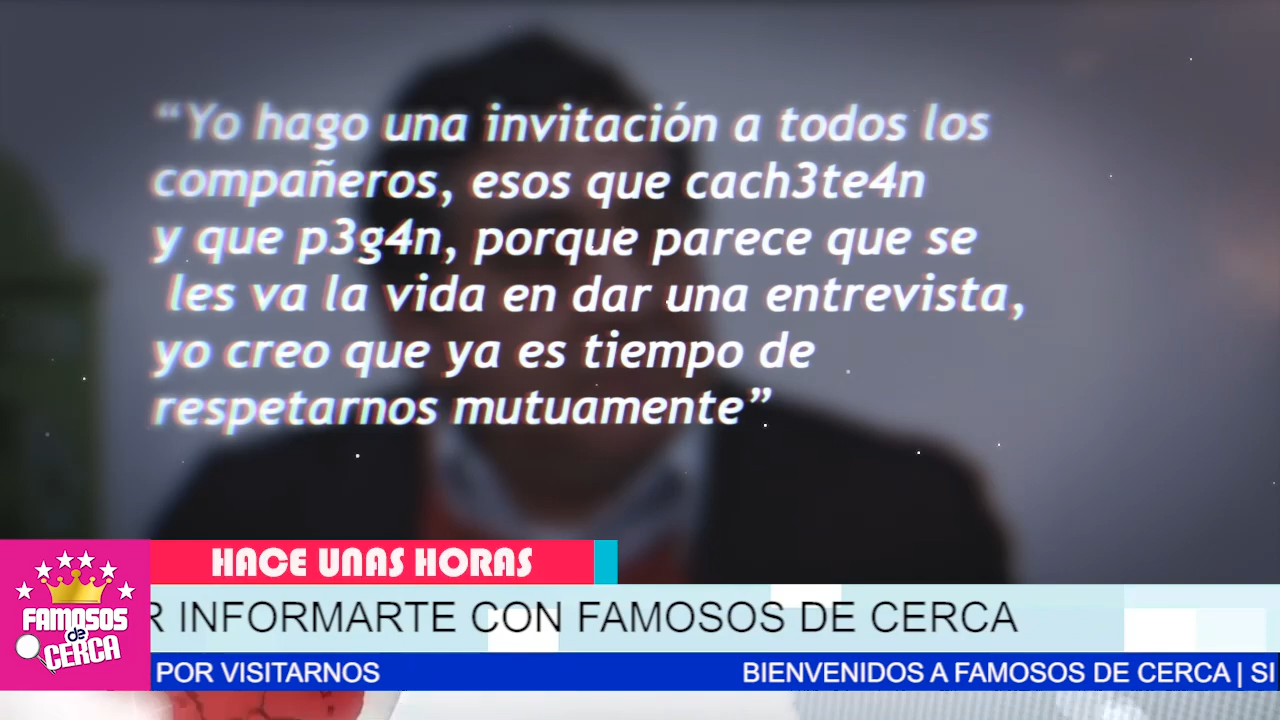 “Yo hago una invitación a todos los
compañeros, esos que cach3te4n
y que p3g4n, porque parece que se
les va la vida en dar una entrevista,
yo creo que ya es tiempo de
respetarnos mutuamente”
HACE UNAS HORAS
R INFORMARTE CON FAMOSOS DE CERCA
FAMOSOS
de
CERCA
POR VISITARNOS BIENVENIDOS A FAMOSOS DE CERCA | SI